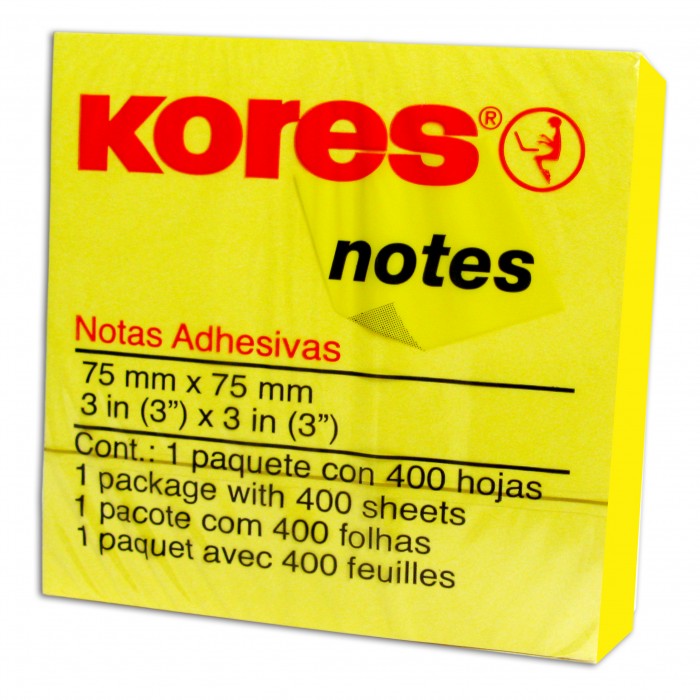 Kores®
notes
Notas Adhesivas
75 mm x 75 mm
3 in (3”) x 3 in (3”)
Cont.: 1 paquete con 400 hojas
1 package with 400 sheets
1 pacote com 400 folhas
1 paquet avec 400 feuilles